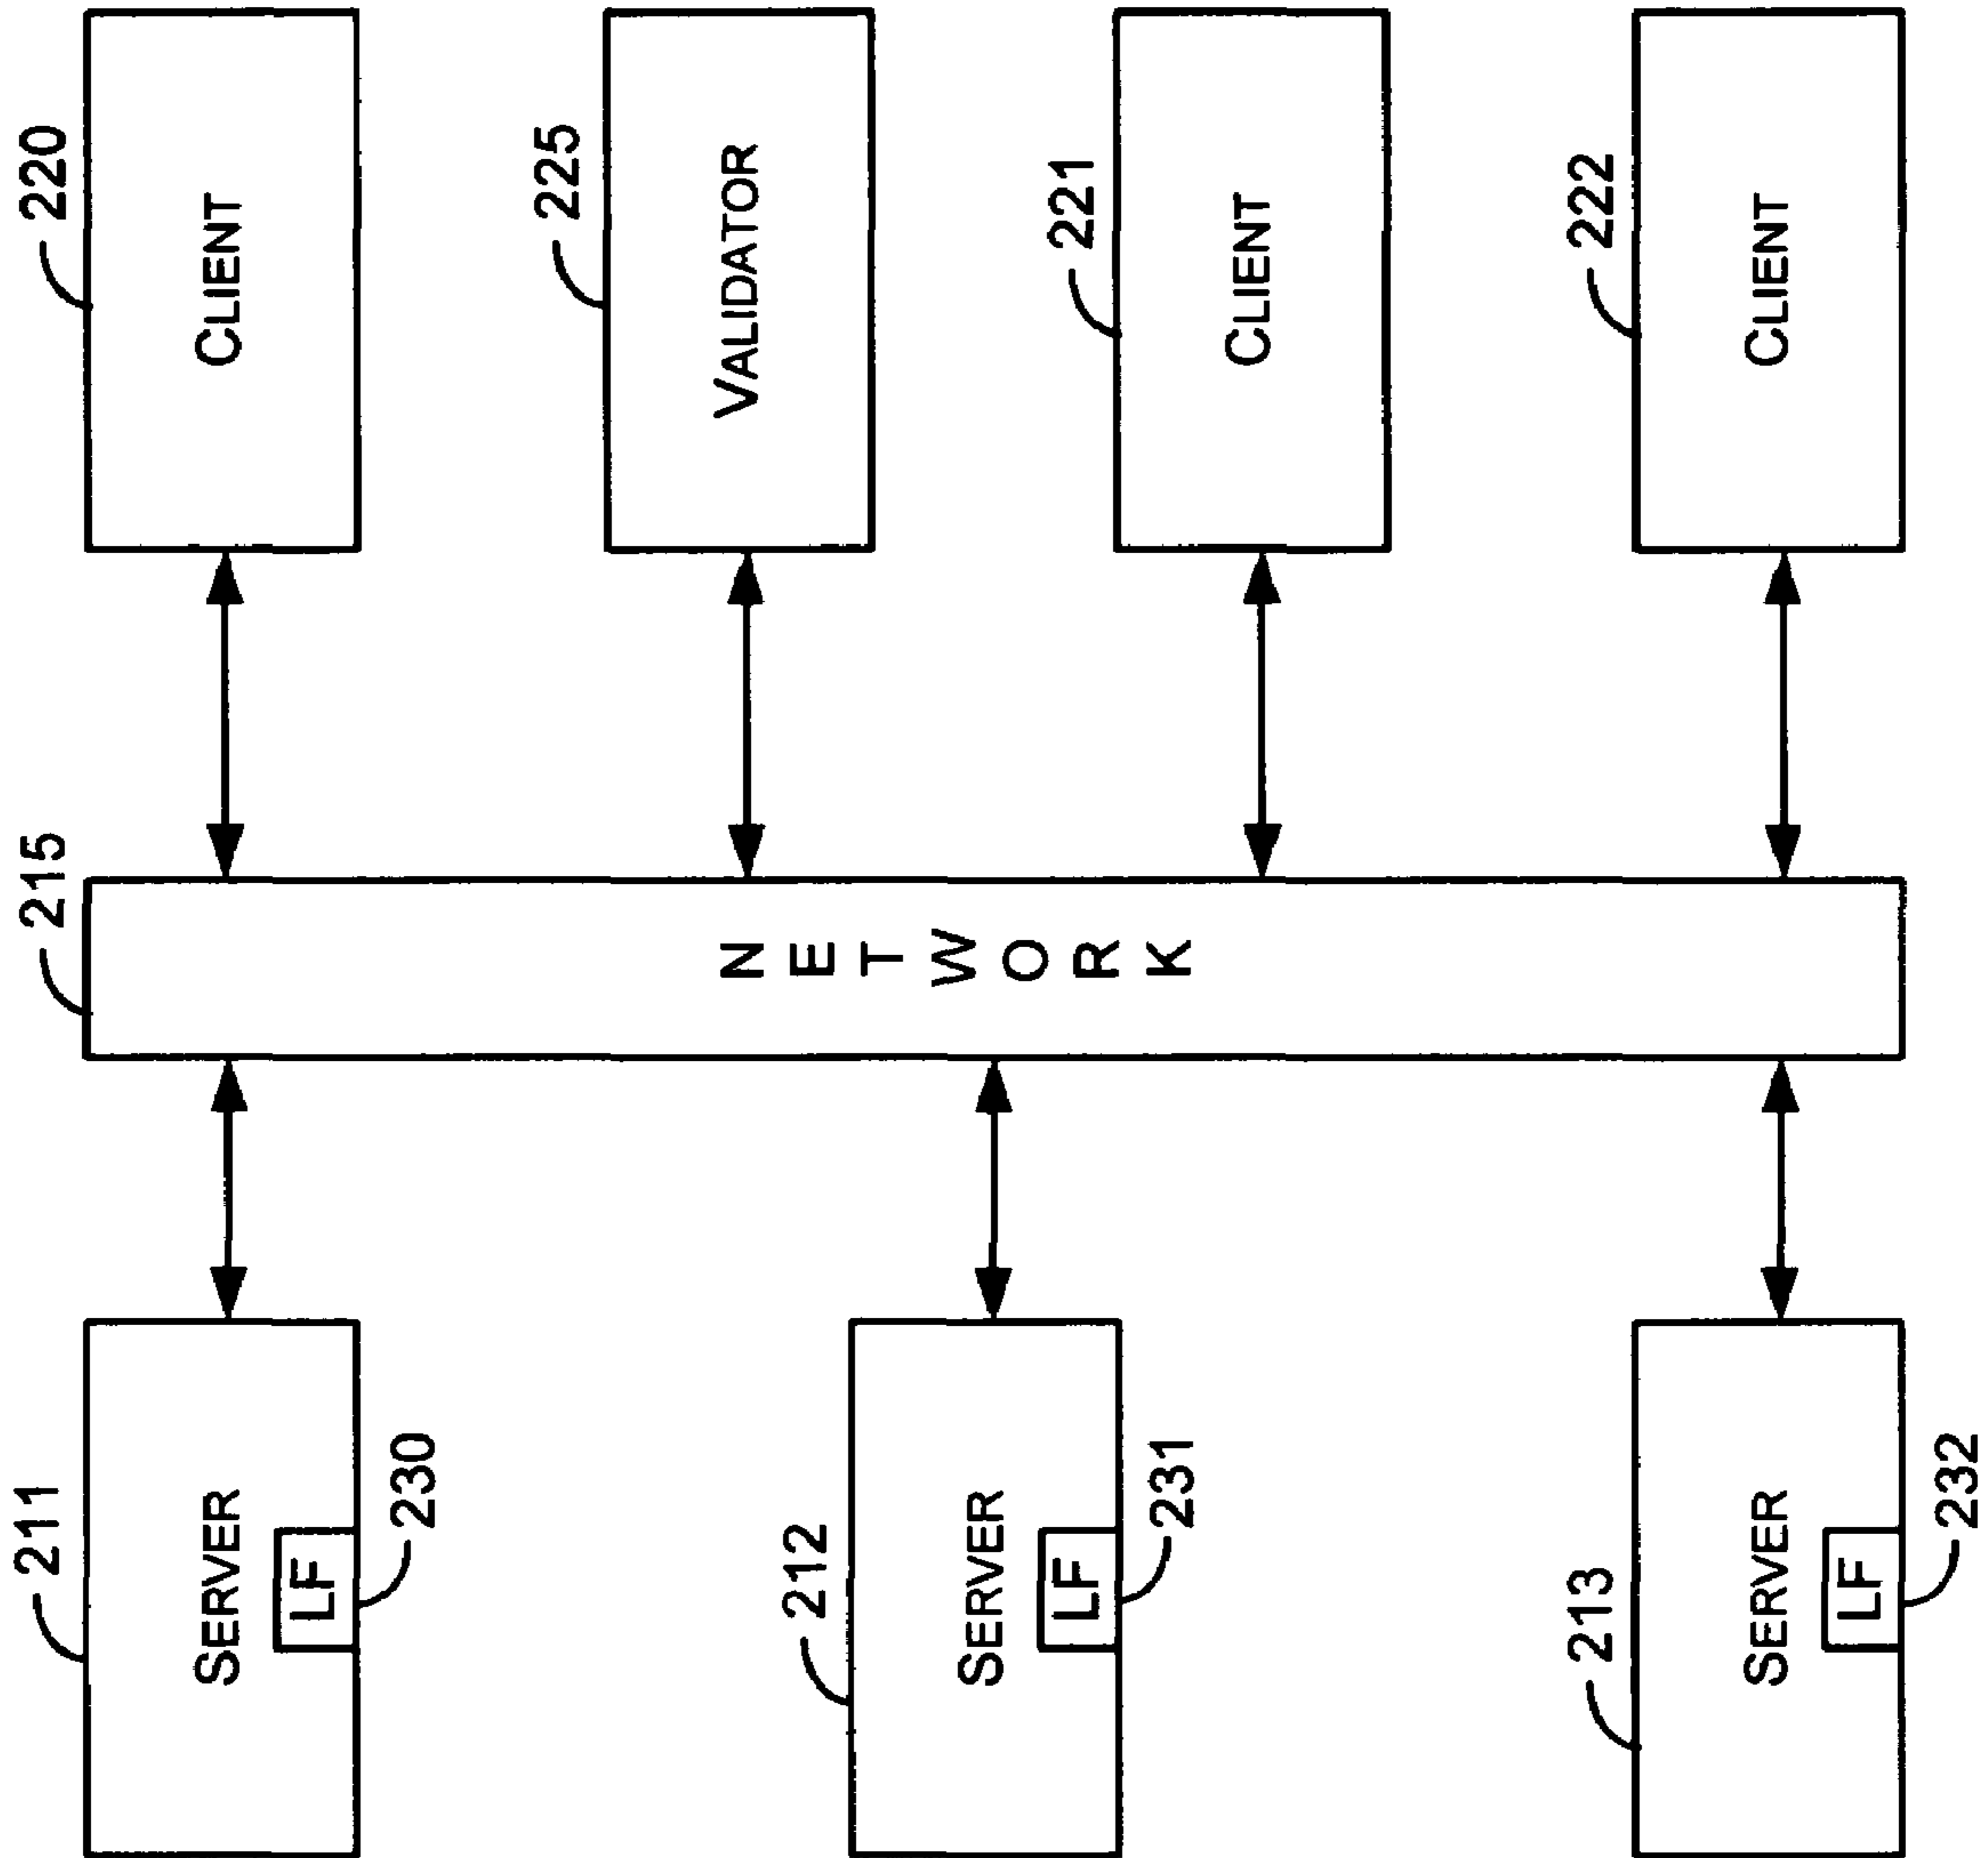 220
CLIENT
225
VALIDATOR
221
CLIENT
222
CLIENT
215
NETWORK
211
SERVER
LF
230
212
SERVER
LF
231
213
SERVER
LF
232